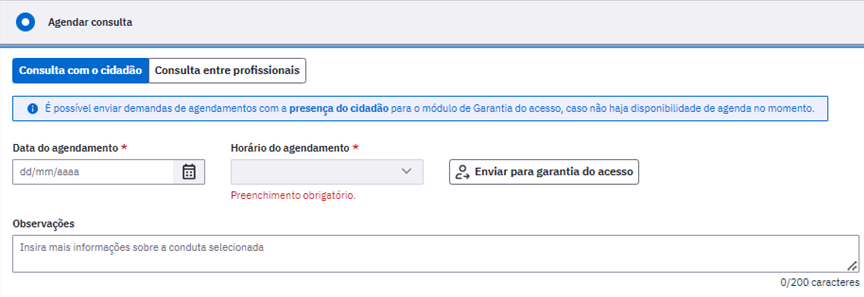 Agendar consulta
Consulta com o cidadão Consulta entre profissionais
É possível enviar demandas de agendamentos com a presença do cidadão para o módulo de Garantia do acesso, caso não haja disponibilidade de agenda no momento.
Data do agendamento * Horário do agendamento *
dd/mm/aaaa Enviar para garantia do acesso
Preenchimento obrigatório.
Observações
Insira mais informações sobre a conduta selecionada
0/200 caracteres